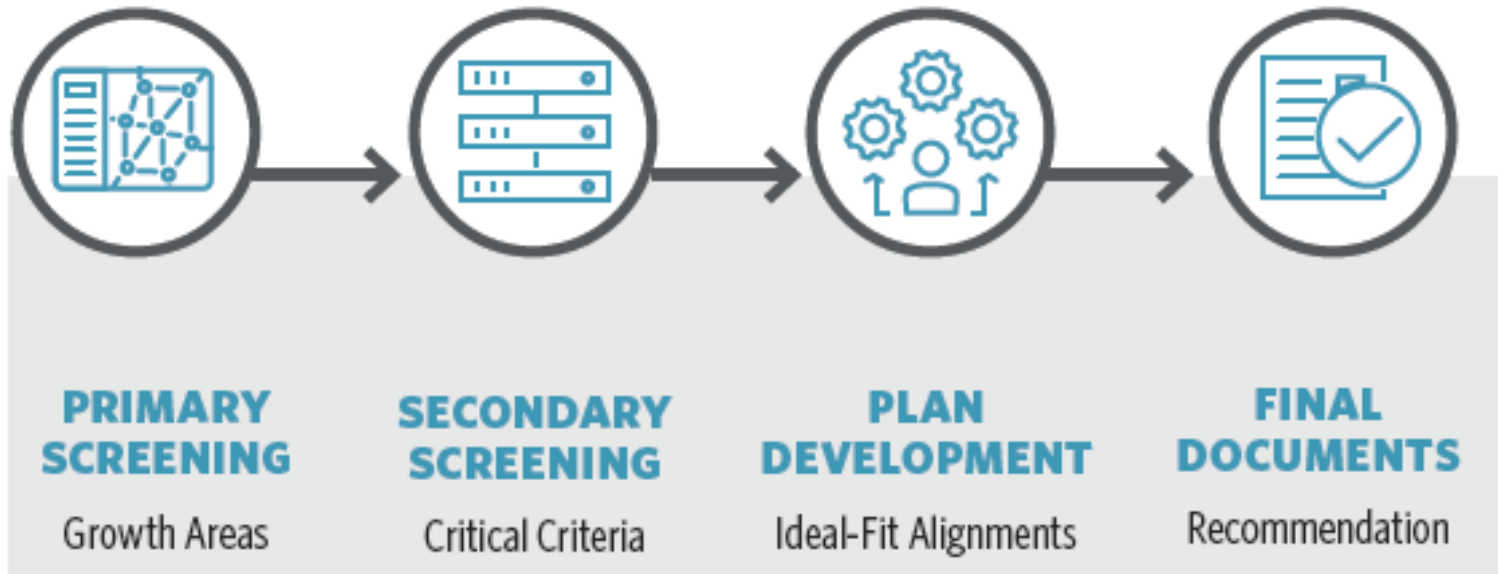 PRIMARY
SCREENING
Growth Areas
SECONDARY
SCREENING
Critical Criteria
PLAN
DEVELOPMENT
Ideal-Fit Alignments
FINAL
DOCUMENTS
Recommendation